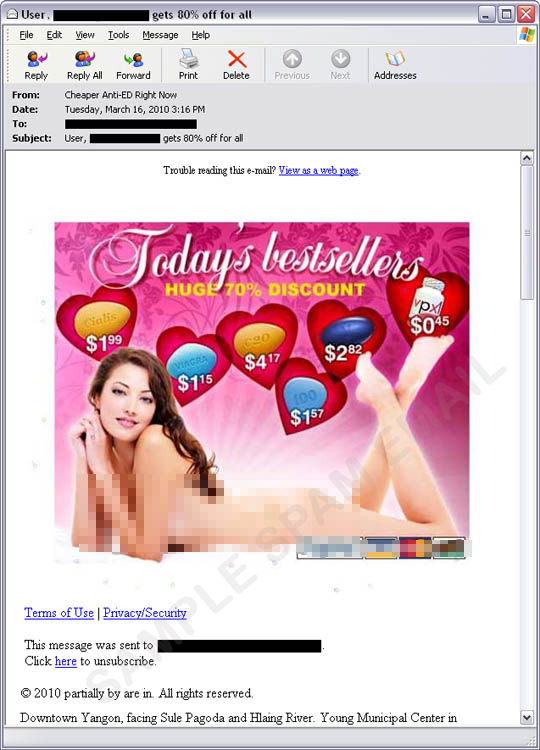 User, gets 80% off for all
File Edit View Tools Message Help
Reply Reply All Forward Print Delete Previous Next Addresses
From: Cheaper Anti-ED Right Now
Date: Tuesday, March 16, 2010 3:16 PM
To:
Subject: User, gets 80% off for all
Trouble reading this e-mail? View as a web page.
Today's bestsellers
HUGE 70% DISCOUNT
Cialis
$1.99
VIAGRA
$1.15
C20
$4.17
$2.82
vpx
$0.45
100
$1.57
SAMPLE SPAM EMAIL
Terms of Use | Privacy/Security
This message was sent to .
Click here to unsubscribe.
© 2010 partially by are in. All rights reserved.
Downtown Yangon, facing Sule Pagoda and Hlaing River. Young Municipal Center in